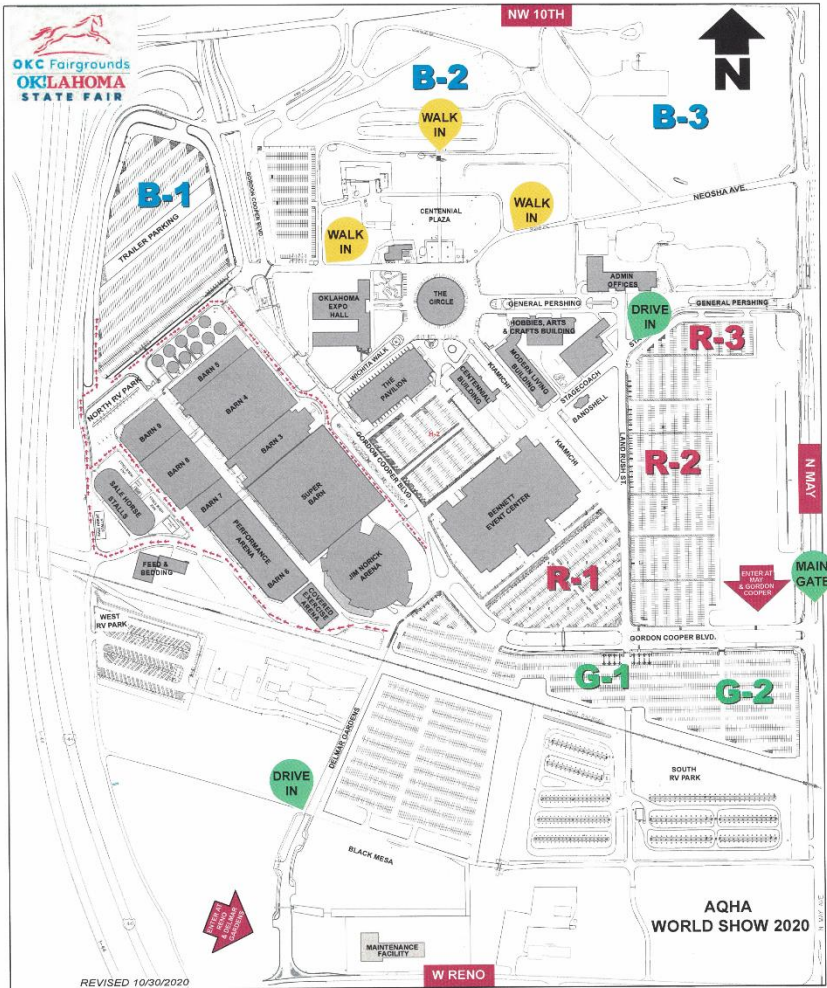 NW 10TH
OKC Fairgrounds
OKLAHOMA
STATE FAIR
N
B-2
B-3
WALK
IN
B-1
TRAILER PARKING
GORDON COOPER BLVD.
NEOSHA AVE.
WALK
IN
CENTENNIAL
PLAZA
WALK
IN
ADMIN
OFFICES
OKLAHOMA
EXPO
HALL
THE
CIRCLE
GENERAL PERSHING
GENERAL PERSHING
DRIVE
IN
HOBBIES, ARTS
& CRAFTS BUILDING
R-3
WICHITA WALK
KIAMICHI
MODERN LIVING
BUILDING
STAGECOACH
BANDSHELL
THE
PAVILION
CENTENNIAL
BUILDING
NORTH RV PARK
BARN 5
BARN 4
BARN 3
BARN 9
BARN 8
BARN 7
GORDON COOPER BLVD.
KIAMICHI
LAND RUSH ST.
R-2
N MAY
SALE HORSE
STALLS
SUPER
BARN
BENNETT
EVENT CENTER
PERFORMANCE
ARENA
BARN 6
JIM NORICK
ARENA
COVERED
EXERCISE
ARENA
FEED &
BEDDING
R-1
ENTER AT
MAY
& GORDON
COOPER
MAIN
GATE
WEST
RV PARK
GORDON COOPER BLVD.
G-1
G-2
DELMAR GARDENS
SOUTH
RV PARK
DRIVE
IN
BLACK MESA
ENTER AT
RENO
& DELMAR
GARDENS
AQHA
WORLD SHOW 2020
N MAY AVE
MAINTENANCE
FACILITY
W RENO
REVISED 10/30/2020